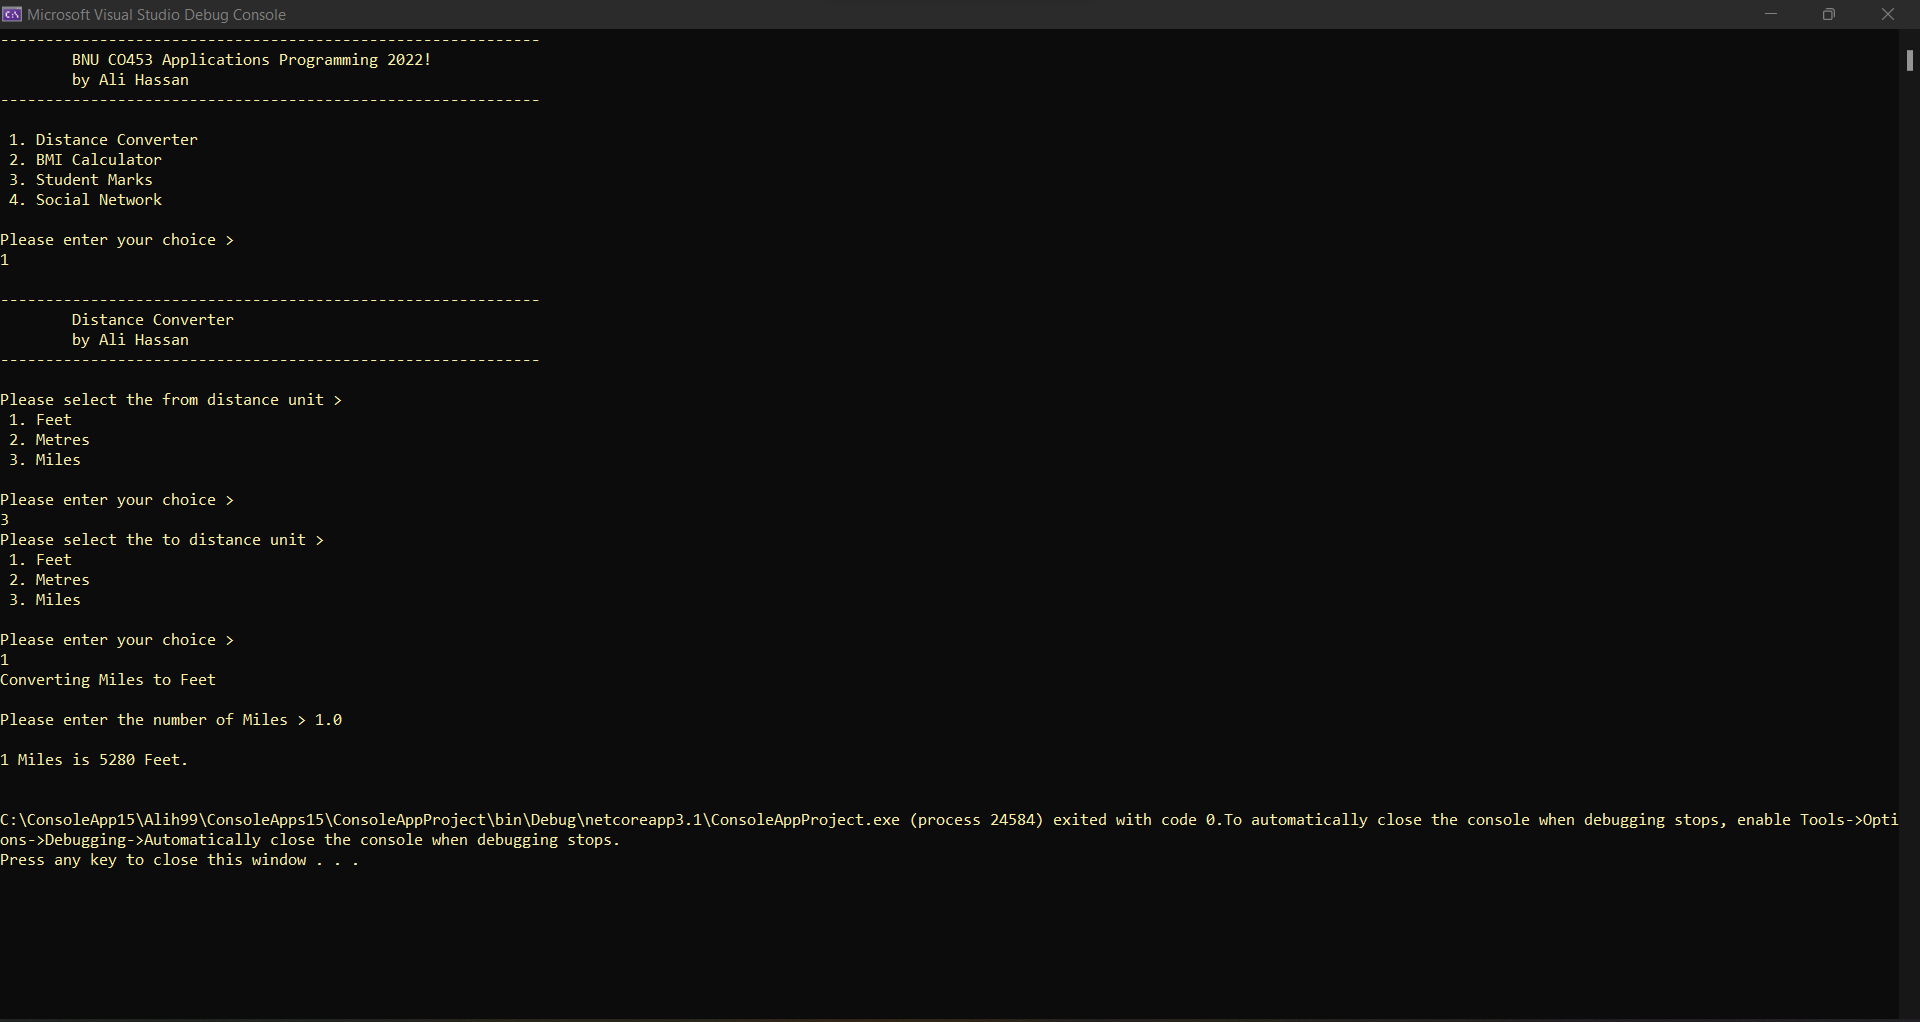 Microsoft Visual Studio Debug Console
------------------------------------------------------------
BNU CO453 Applications Programming 2022!
by Ali Hassan
------------------------------------------------------------
1. Distance Converter
2. BMI Calculator
3. Student Marks
4. Social Network
Please enter your choice >
1
------------------------------------------------------------
Distance Converter
by Ali Hassan
------------------------------------------------------------
Please select the from distance unit >
1. Feet
2. Metres
3. Miles
Please enter your choice >
3
Please select the to distance unit >
1. Feet
2. Metres
3. Miles
Please enter your choice >
1
Converting Miles to Feet
Please enter the number of Miles > 1.0
1 Miles is 5280 Feet.
C:\ConsoleApp15\Alih99\ConsoleApps15\ConsoleAppProject\bin\Debug\netcoreapp3.1\ConsoleAppProject.exe (process 24584) exited with code 0.To automatically close the console when debugging stops, enable Tools->Opti
ons->Debugging->Automatically close the console when debugging stops.
Press any key to close this window . . .